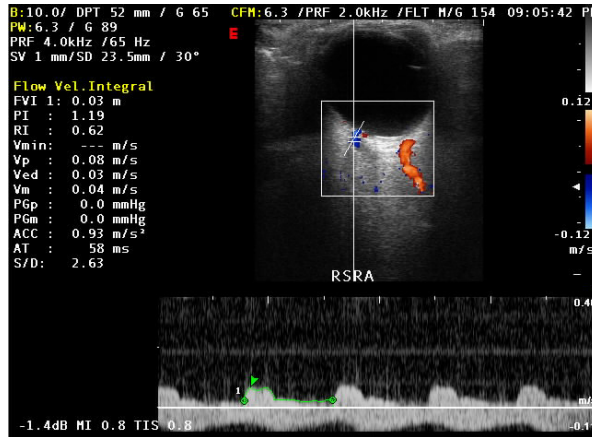 B:10.0/ DPT 52 mm / G 65 CFM:6.3 /PRF 2.0kHz /FLT M/G 154 09:05:42 P
PW:6.3 / G 89
PRF 4.0kHz /65 Hz
SV 1 mm/SD 23.5mm / 30°
E
Flow Vel.Integral
FVI 1: 0.03 m
PI : 1.19
RI : 0.62
Vmin: --- m/s
Vp : 0.08 m/s
Ved : 0.03 m/s
Vm : 0.04 m/s
PGp : 0.0 mmHg
PGm : 0.0 mmHg
ACC : 0.93 m/s²
AT : 58 ms
S/D: 2.63
0.12
-0.12
m/s
RSRA
0.40
1
m/s
-0.1
-1.4dB MI 0.8 TIS 0.8